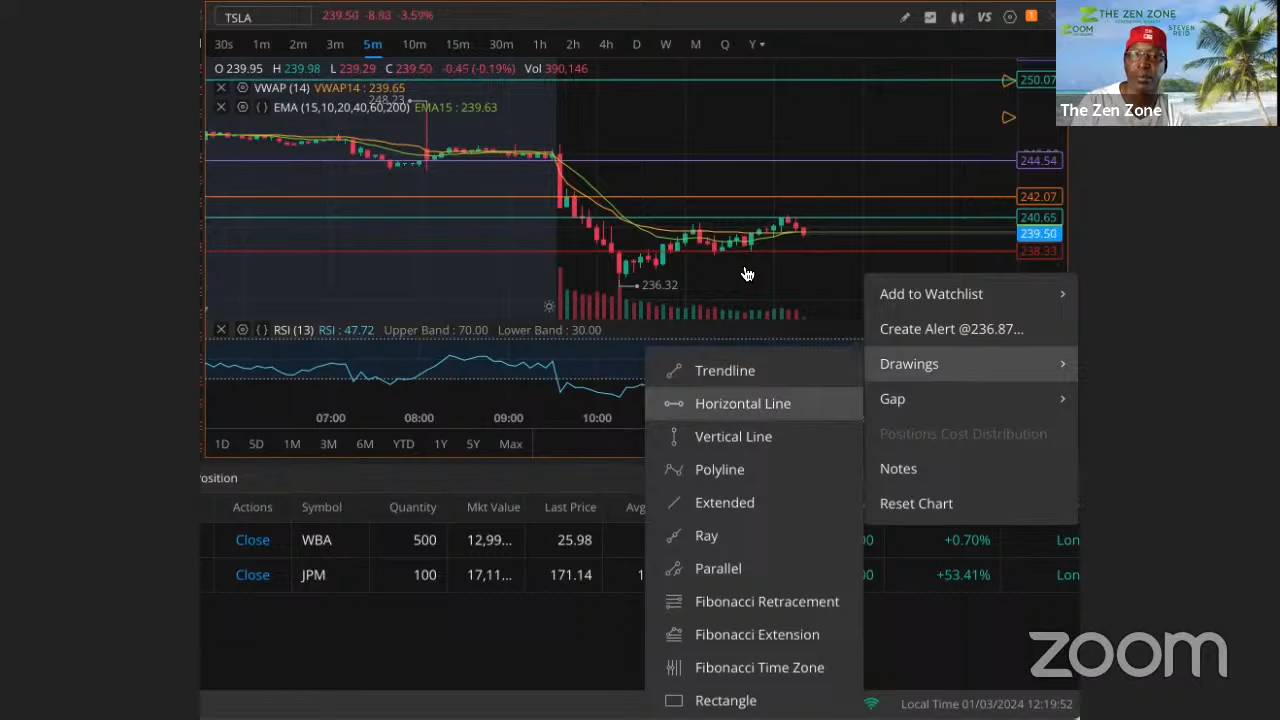 TSLA
239.50 -8.88 -3.59%
VS
1
30s 1m 2m 3m 5m 10m 15m 30m 1h 2h 4h D W M Q Y
O 239.95 H 239.98 L 239.29 C 239.50 -0.45 (-0.19%) Vol 390,146
VWAP (14) VWAP14 : 239.65
248.23
EMA (15,10,20,40,60,200) EMA15 : 239.63
250.07
244.54
242.07
240.65
239.50
238.33
236.32
RSI (13) RSI : 47.72 Upper Band : 70.00 Lower Band : 30.00
07:00 08:00 09:00 10:00
1D 5D 1M 3M 6M YTD 1Y 5Y Max
Add to Watchlist
Create Alert @236.87...
Drawings
Gap
Positions Cost Distribution
Notes
Reset Chart
Trendline
Horizontal Line
Vertical Line
Polyline
Extended
Ray
Parallel
Fibonacci Retracement
Fibonacci Extension
Fibonacci Time Zone
Rectangle
osition
Actions Symbol Quantity Mkt Value Last Price Avg
Close WBA 500 12,99... 25.98 00 +0.70% Lon
Close JPM 100 17,11... 171.14 1 00 +53.41% Lon
Local Time 01/03/2024 12:19:52
THE ZEN ZONE
ZOOM
STEVEN
REID
The Zen Zone
zoom